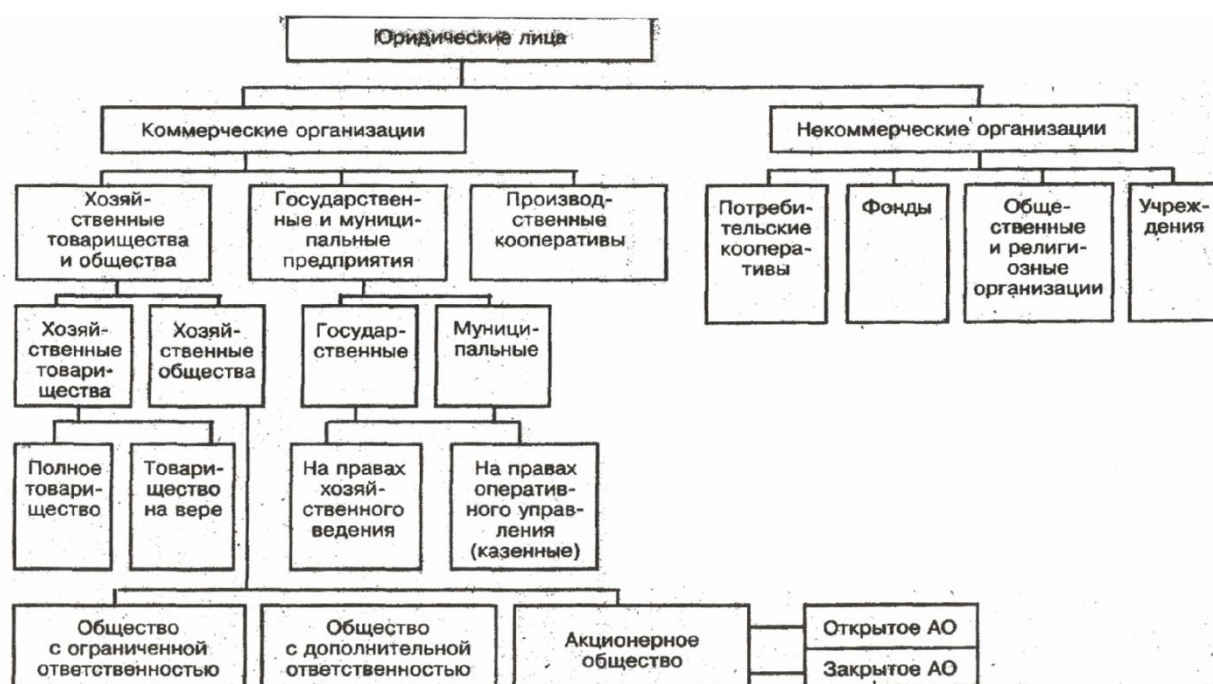 Юридические лица
Коммерческие организации
Некоммерческие организации
Хозяй-
ственные
товарищества
и общества
Государствен-
ные и муници-
пальные
предприятия
Производ-
ственные
кооперативы
Потреби-
тельские
коопера-
тивы
Фонды
Обще-
ственные
и религи-
озные
организации
Учреж-
дения
Хозяй-
ственные
товари-
щества
Хозяй-
ственные
общества
Государ-
ственные
Муници-
пальные
Полное
товари-
щество
Товари-
щество
на вере
На правах
хозяй-
ственного
ведения
На правах
оператив-
ного управ-
ления
(казенные)
Общество
с ограниченной
ответственностью
Общество
с дополнительной
ответственностью
Акционерное
общество
Открытое АО
Закрытое АО